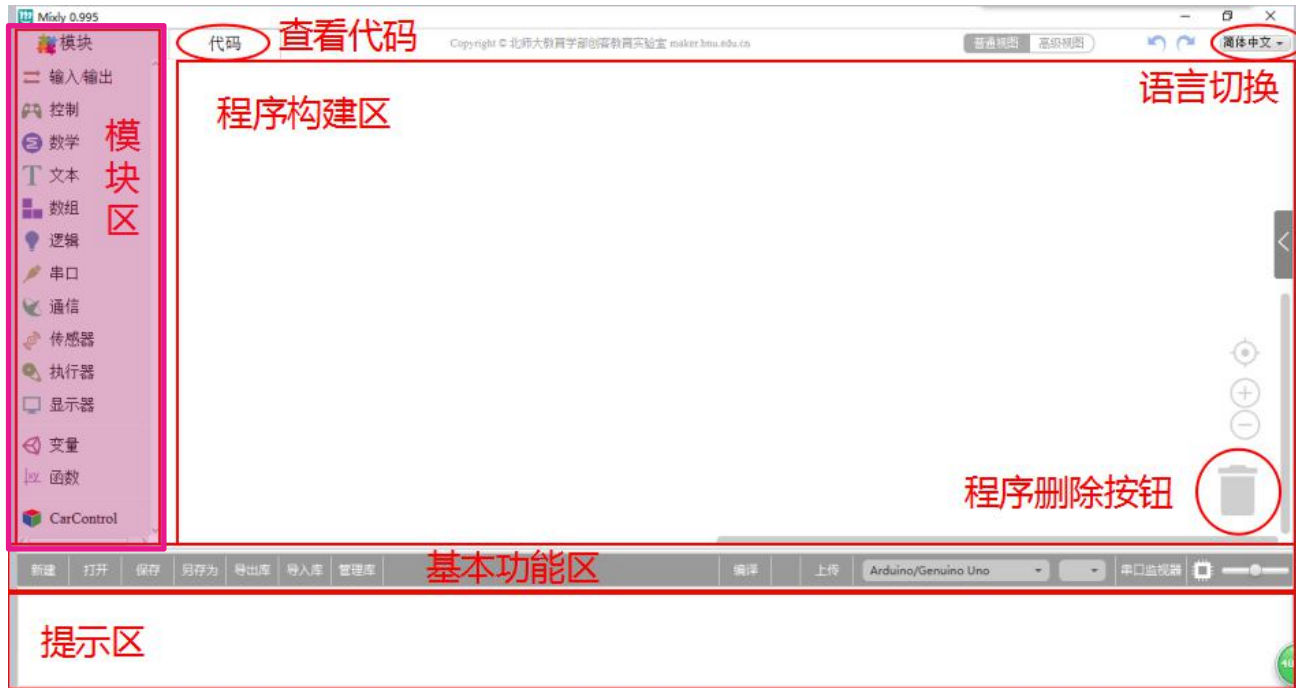 Mixly 0.995
模块
代码
查看代码
Copyright © 北师大教育学部创客教育实验室 maker.bnu.edu.cn
普通视图
高级视图
简体中文
语言切换
输入/输出
控制
数学
文本
数组
逻辑
串口
通信
传感器
执行器
显示器
变量
函数
CarControl
模块区
程序构建区
程序删除按钮
新建
打开
保存
另存为
导出库
导入库
管理库
基本功能区
编译
上传
Arduino/Genuino Uno
串口监视器
提示区